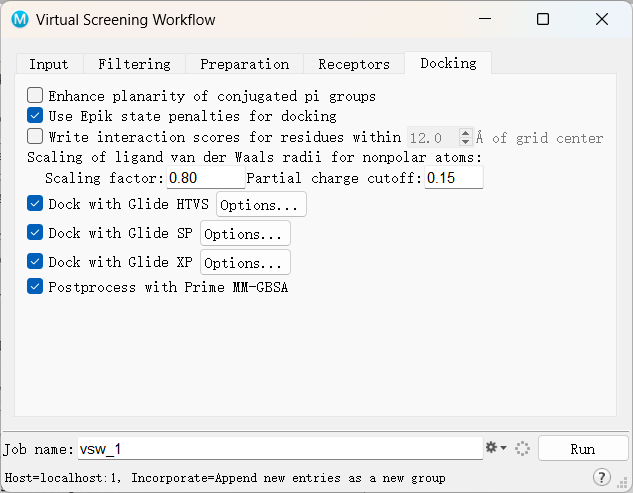 Virtual Screening Workflow
Input Filtering Preparation Receptors Docking
Enhance planarity of conjugated pi groups
Use Epik state penalties for docking
Write interaction scores for residues within 12.0 Å of grid center
Scaling of ligand van der Waals radii for nonpolar atoms:
Scaling factor: 0.80 Partial charge cutoff: 0.15
Dock with Glide HTVS Options...
Dock with Glide SP Options...
Dock with Glide XP Options...
Postprocess with Prime MM-GBSA
Job name: vsw_1 Run
Host=localhost:1, Incorporate=Append new entries as a new group ?